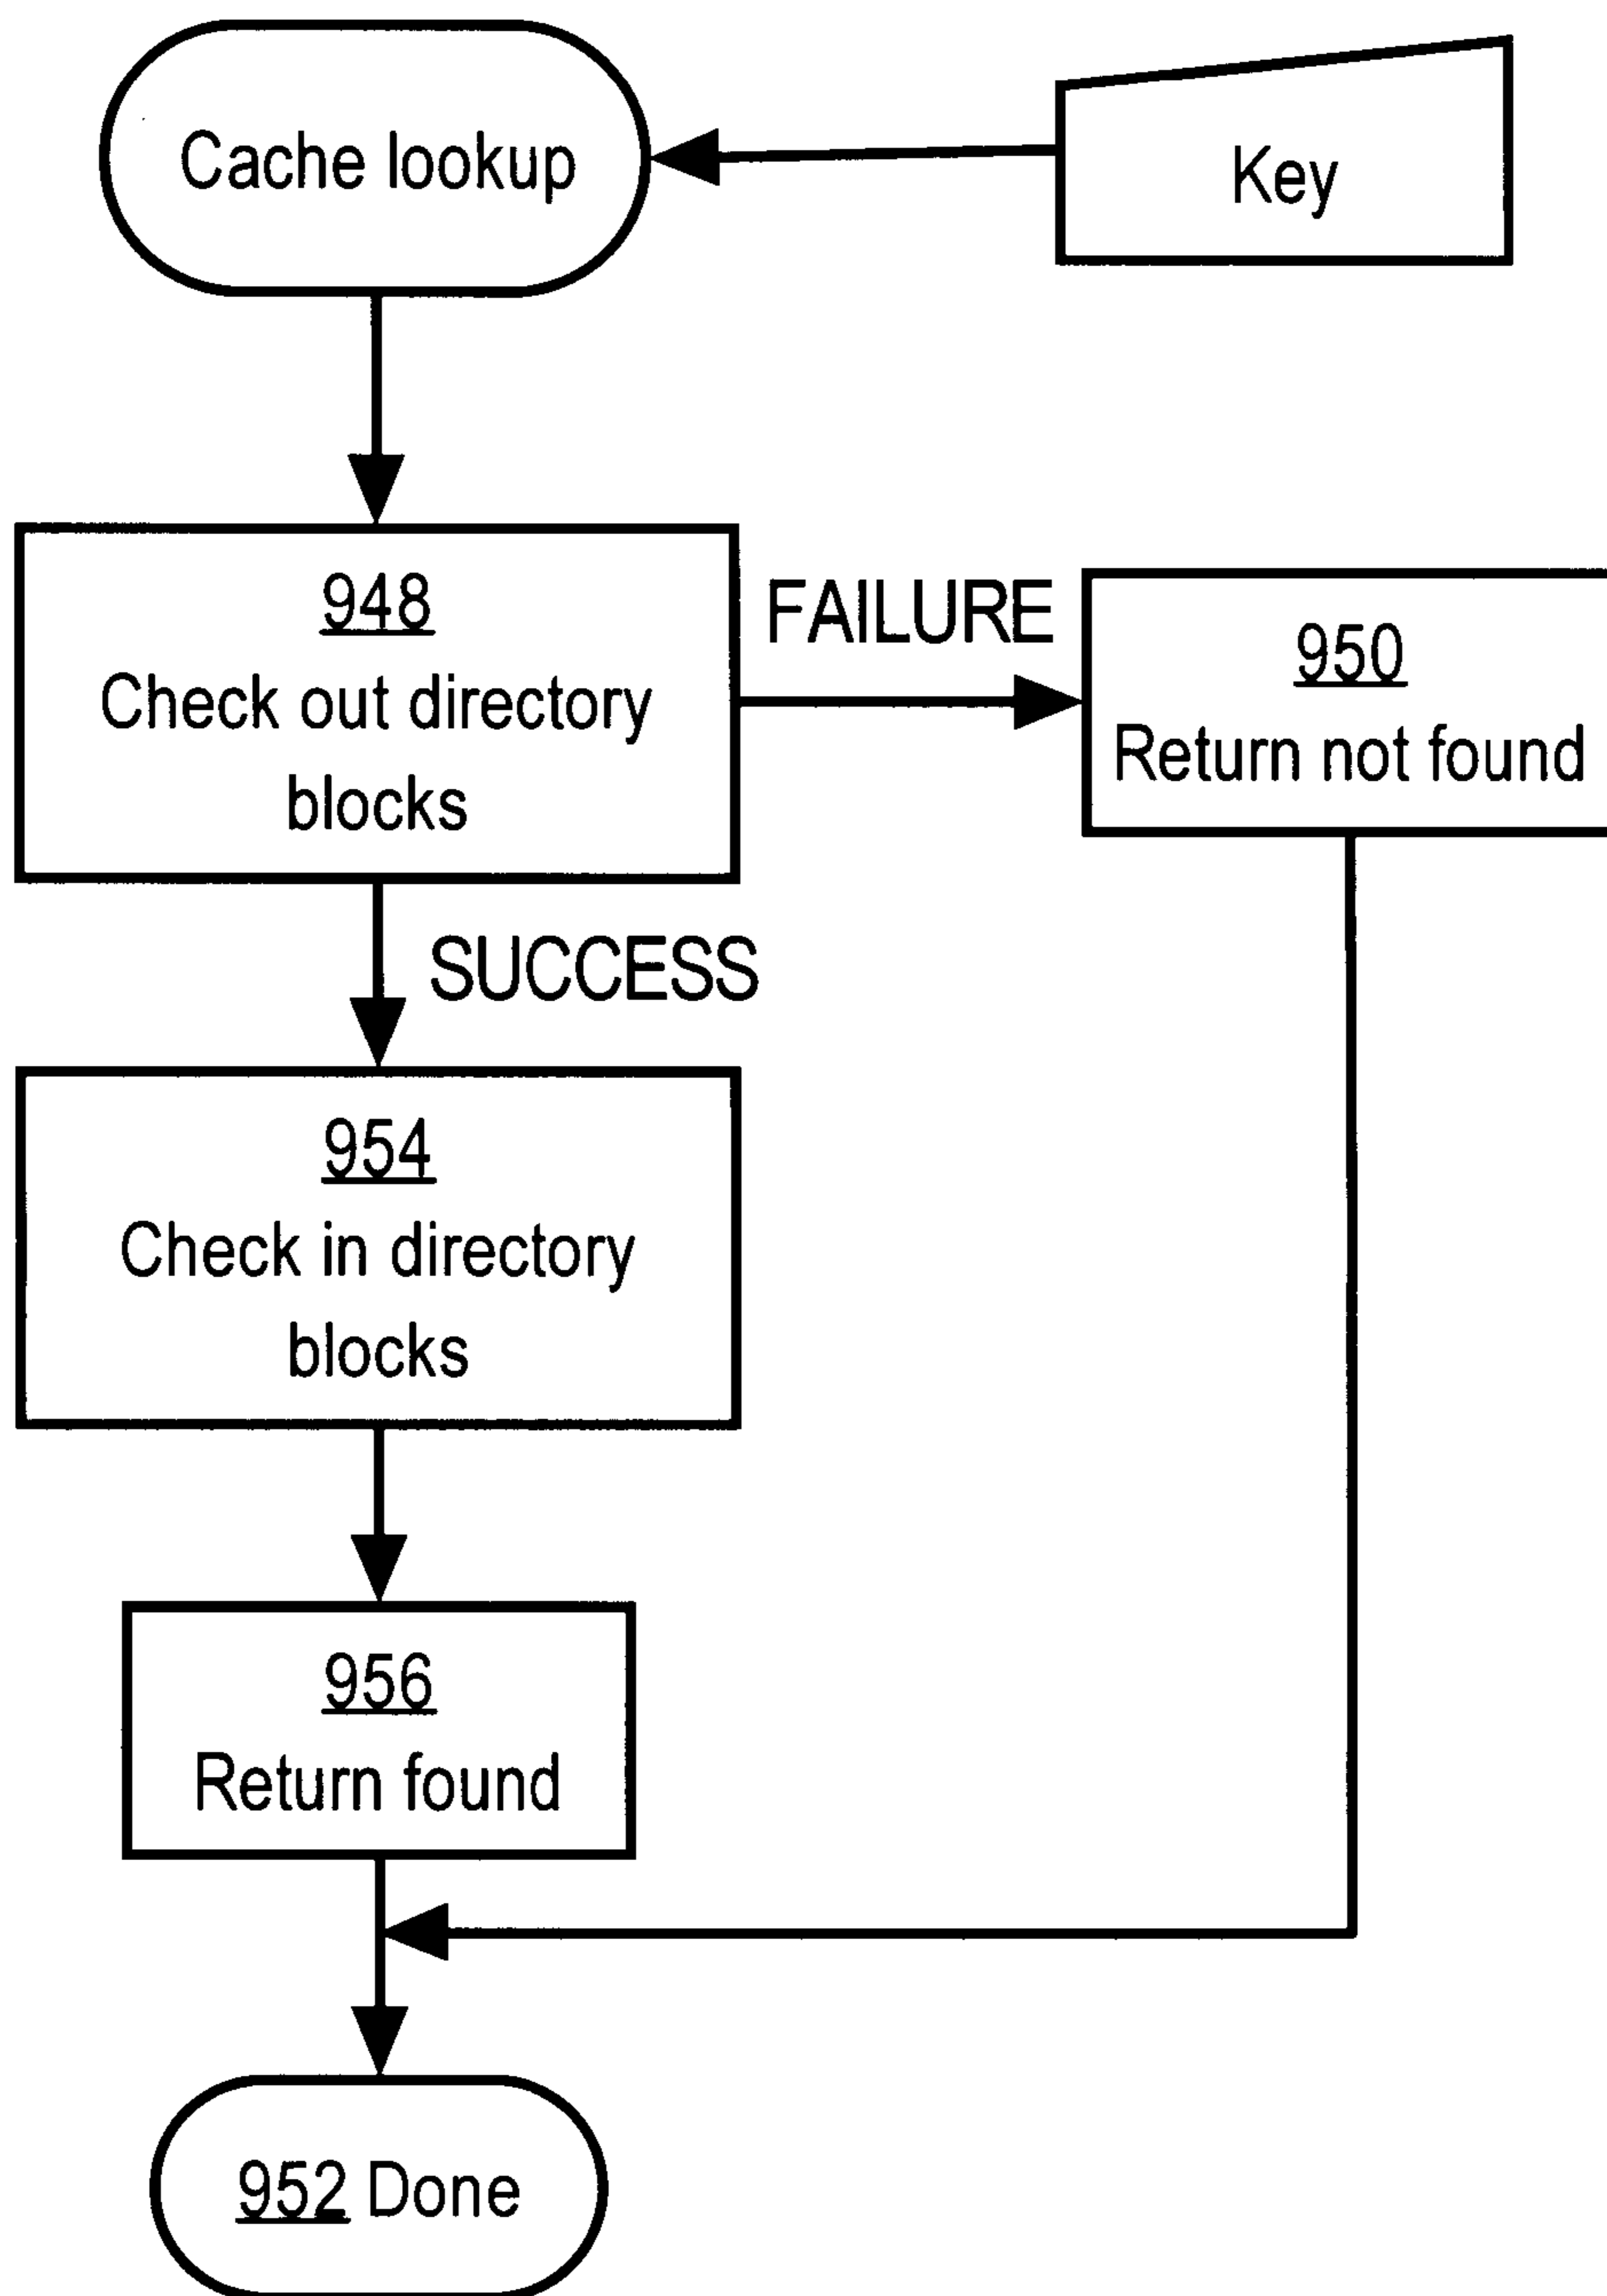 Cache lookup
Key
948
Check out directory
blocks
FAILURE
950
Return not found
SUCCESS
954
Check in directory
blocks
956
Return found
952 Done